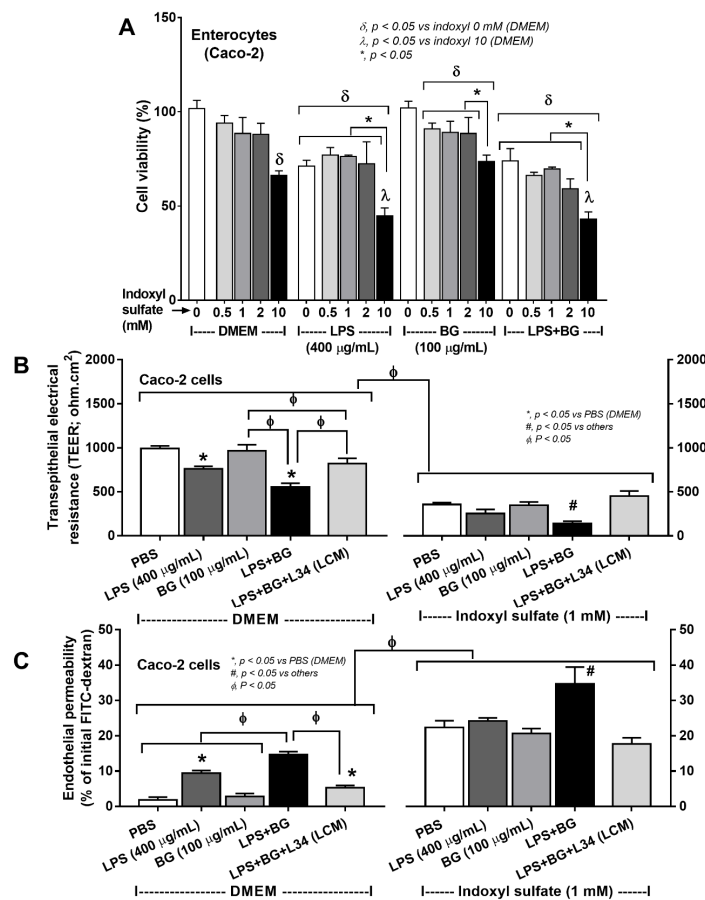 A
Enterocytes
(Caco-2)
δ, p < 0.05 vs indoxyl 0 mM (DMEM)
λ, p < 0.05 vs indoxyl 10 (DMEM)
*, p < 0.05
Cell viability (%)
150
100
50
0
δ
δ
*
λ
δ
*
δ
*
λ
Indoxyl
sulfate
(mM)
0 0.5 1 2 10 0 0.5 1 2 10 0 0.5 1 2 10 0 0.5 1 2 10
I----- DMEM -----I I------ LPS ------I I------ BG ------I I---- LPS+BG ----I
(400 μg/mL) (100 μg/mL)
B
Transepithelial electrical
resistance (TEER; ohm.cm²)
2000
1500
1000
500
0
Caco-2 cells
ϕ
ϕ
ϕ
ϕ
ϕ
*
*
*, p < 0.05 vs PBS (DMEM)
#, p < 0.05 vs others
ϕ, P < 0.05
#
2000
1500
1000
500
0
PBS
LPS (400 μg/mL)
BG (100 μg/mL)
LPS+BG
LPS+BG+L34 (LCM)
I--------------- DMEM ---------------I
PBS
LPS (400 μg/mL)
BG (100 μg/mL)
LPS+BG
LPS+BG+L34 (LCM)
I------ Indoxyl sulfate (1 mM) ------I
C
Endothelial permeability
(% of initial FITC-dextran)
50
40
30
20
10
0
Caco-2 cells
*, p < 0.05 vs PBS (DMEM)
#, p < 0.05 vs others
ϕ, P < 0.05
ϕ
ϕ
ϕ
*
*
#
50
40
30
20
10
0
PBS
LPS (400 μg/mL)
BG (100 μg/mL)
LPS+BG
LPS+BG+L34 (LCM)
I--------------- DMEM ---------------I
PBS
LPS (400 μg/mL)
BG (100 μg/mL)
LPS+BG
LPS+BG+L34 (LCM)
I------ Indoxyl sulfate (1 mM) ------I